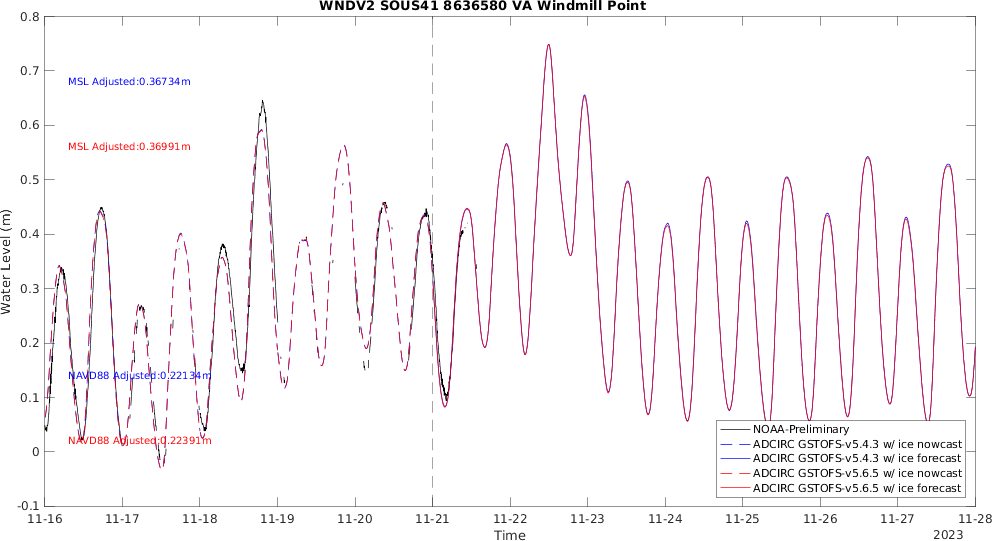 WNDV2 SOUS41 8636580 VA Windmill Point
0.8
0.7
0.6
0.5
0.4
0.3
0.2
0.1
0
-0.1
Water Level (m)
MSL Adjusted:0.36734m
MSL Adjusted:0.36991m
NAVD88 Adjusted:0.22134m
NAVD88 Adjusted:0.22391m
NOAA-Preliminary
ADCIRC GSTOFS-v5.4.3 w/ ice nowcast
ADCIRC GSTOFS-v5.4.3 w/ ice forecast
ADCIRC GSTOFS-v5.6.5 w/ ice nowcast
ADCIRC GSTOFS-v5.6.5 w/ ice forecast
11-16 11-17 11-18 11-19 11-20 11-21 11-22 11-23 11-24 11-25 11-26 11-27 11-28
Time
2023